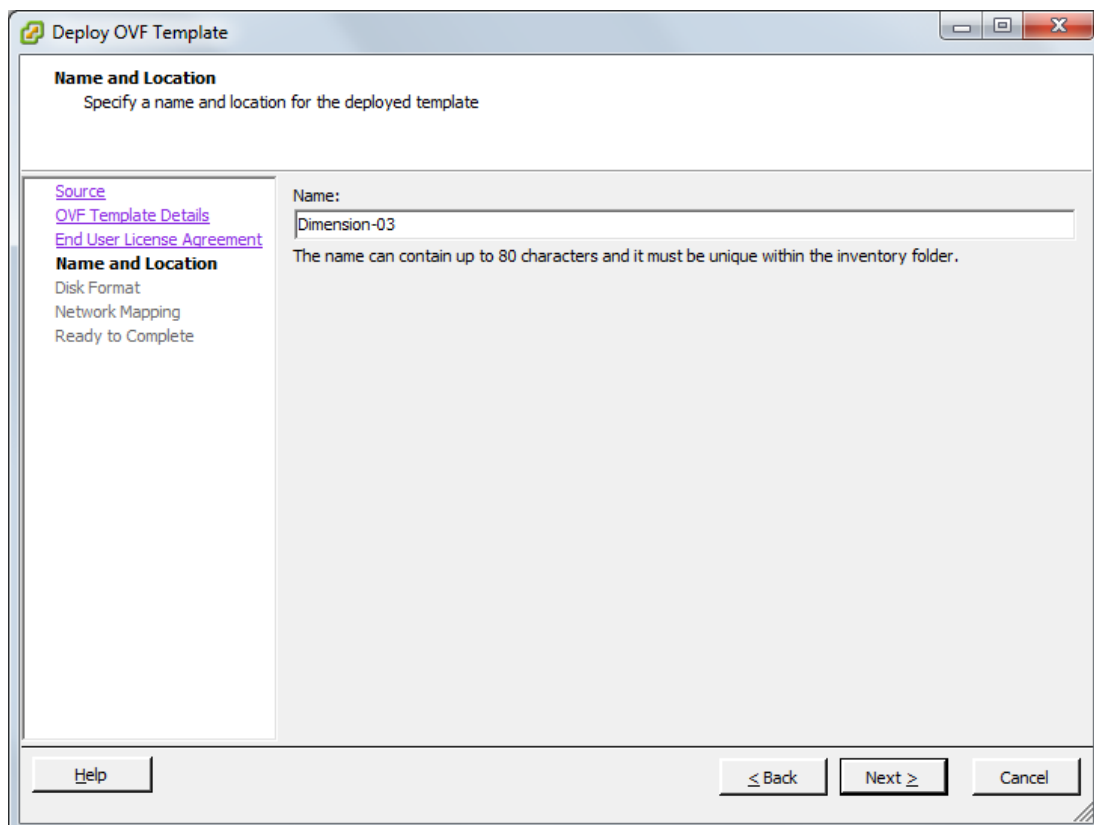 Deploy OVF Template
Name and Location
Specify a name and location for the deployed template
Source
OVF Template Details
End User License Agreement
Name and Location
Disk Format
Network Mapping
Ready to Complete
Name:
Dimension-03
The name can contain up to 80 characters and it must be unique within the inventory folder.
Help
< Back
Next >
Cancel